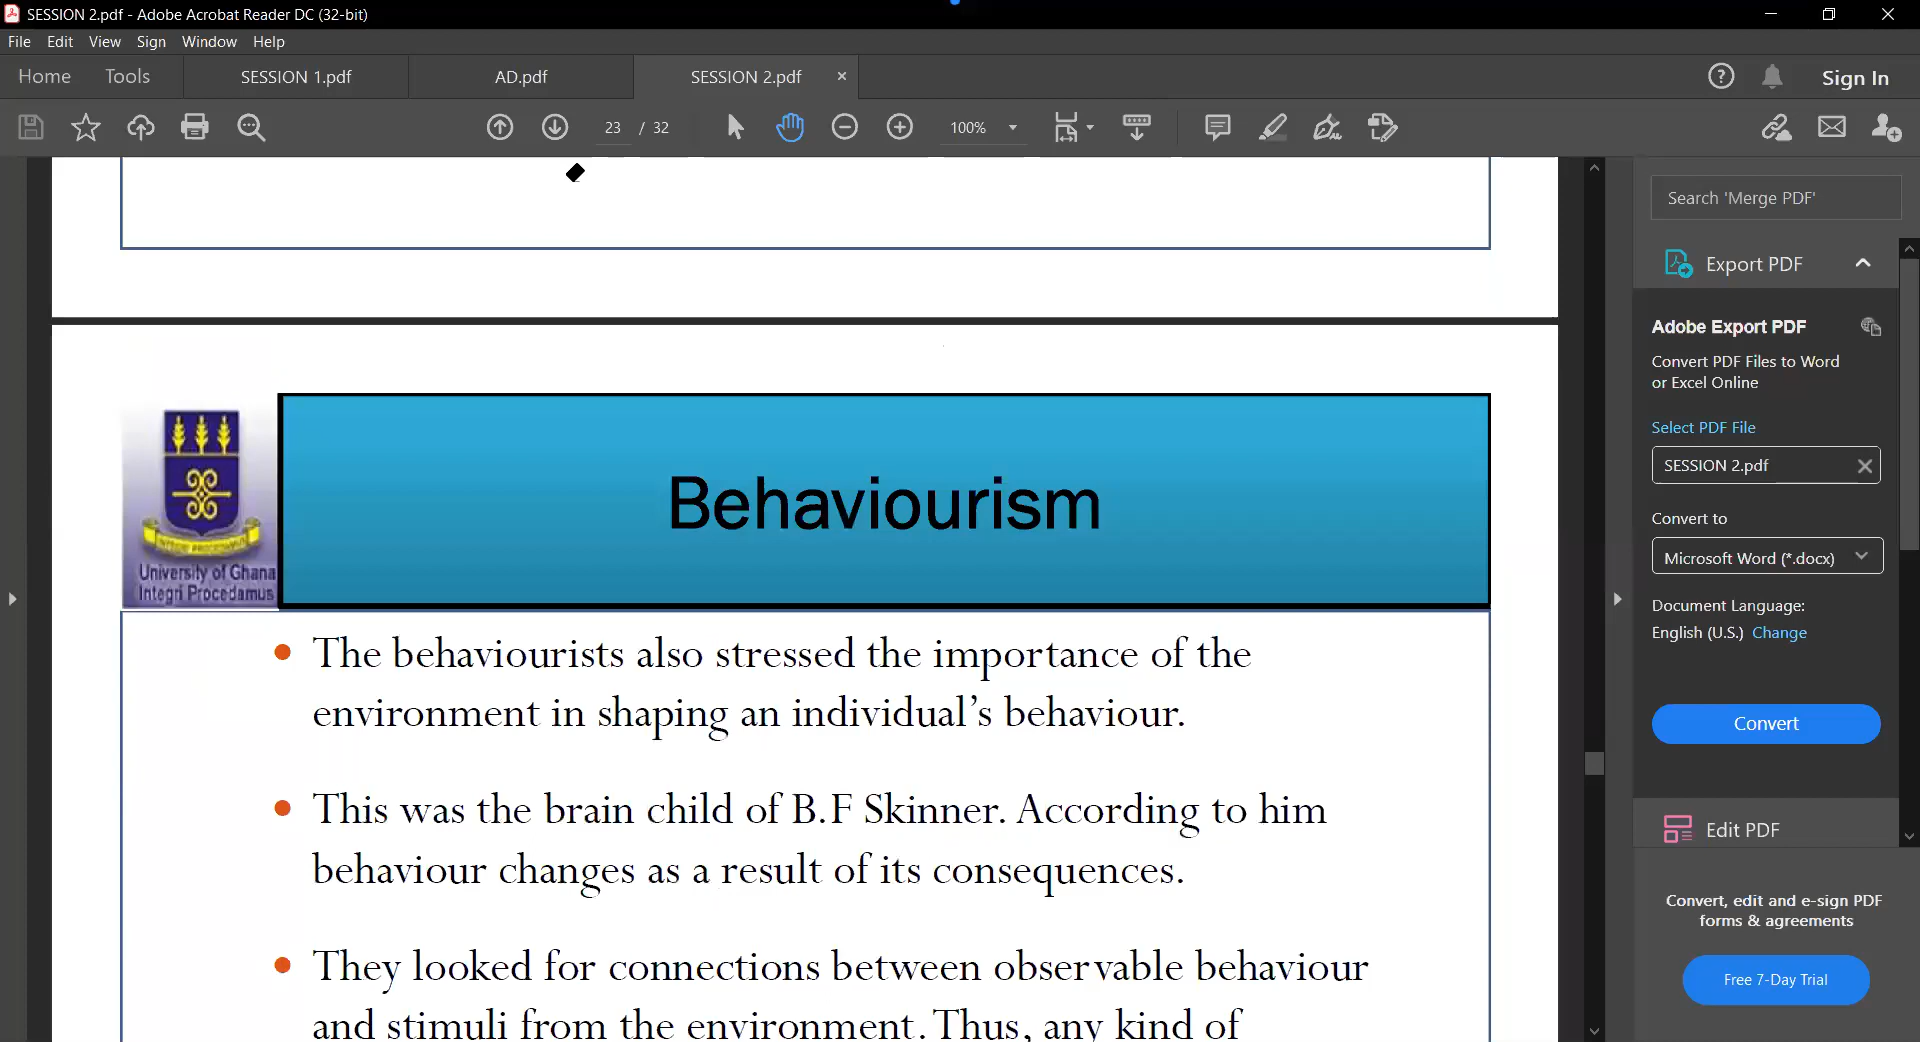 SESSION 2.pdf - Adobe Acrobat Reader DC (32-bit)
File Edit View Sign Window Help
Home Tools SESSION 1.pdf AD.pdf SESSION 2.pdf Sign In
23 / 32 100%
Search 'Merge PDF'
Export PDF
Adobe Export PDF
Convert PDF Files to Word
or Excel Online
Select PDF File
SESSION 2.pdf
Convert to
Microsoft Word (*.docx)
Document Language:
English (U.S.) Change
Convert
Edit PDF
Convert, edit and e-sign PDF
forms & agreements
Free 7-Day Trial
University of Ghana
Integri Procedamus
Behaviourism
The behaviourists also stressed the importance of the
environment in shaping an individual's behaviour.
This was the brain child of B.F Skinner. According to him
behaviour changes as a result of its consequences.
They looked for connections between observable behaviour
and stimuli from the environment. Thus, any kind of